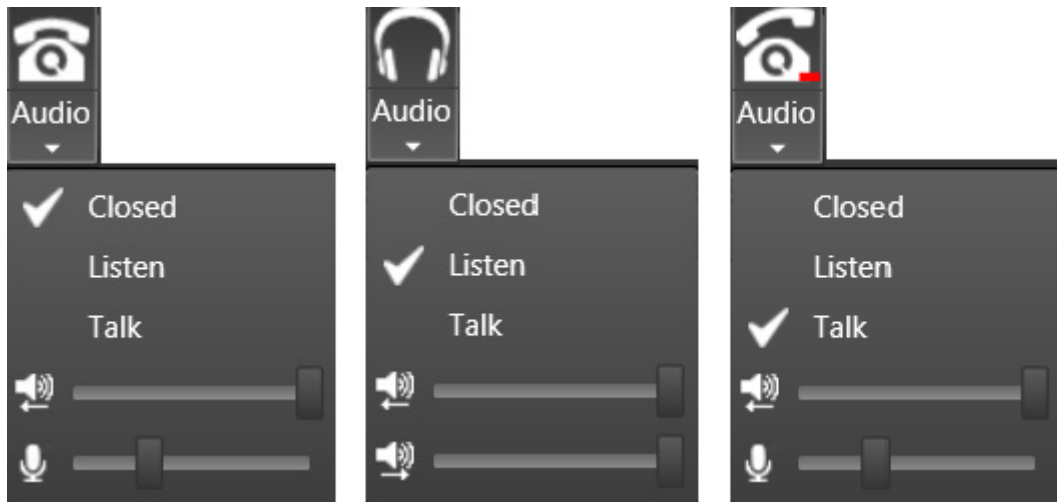 Audio
Closed
Listen
Talk
Audio
Closed
Listen
Talk
Audio
Closed
Listen
Talk